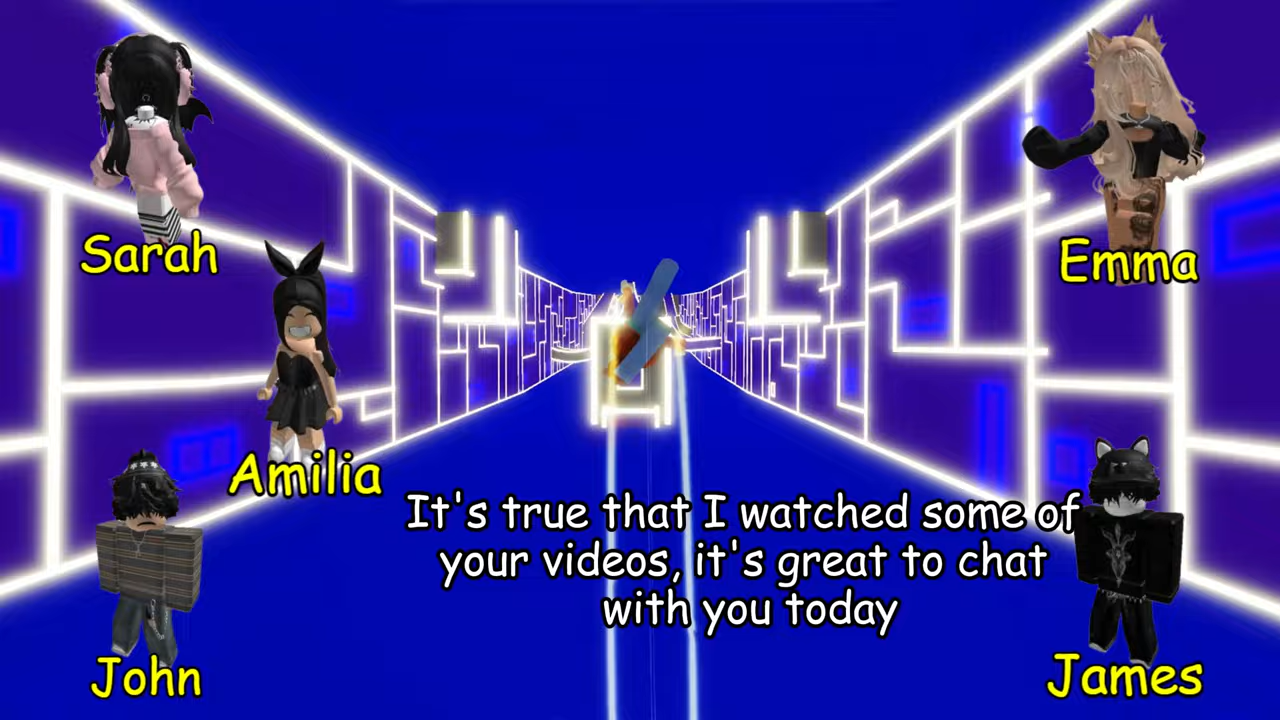 Sarah
Emma
Amilia
It's true that I watched some of
your videos, it's great to chat
with you today
John
James